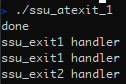 > ./ssu_atexit_1
done
ssu_exit1 handler
ssu_exit1 handler
ssu_exit2 handler